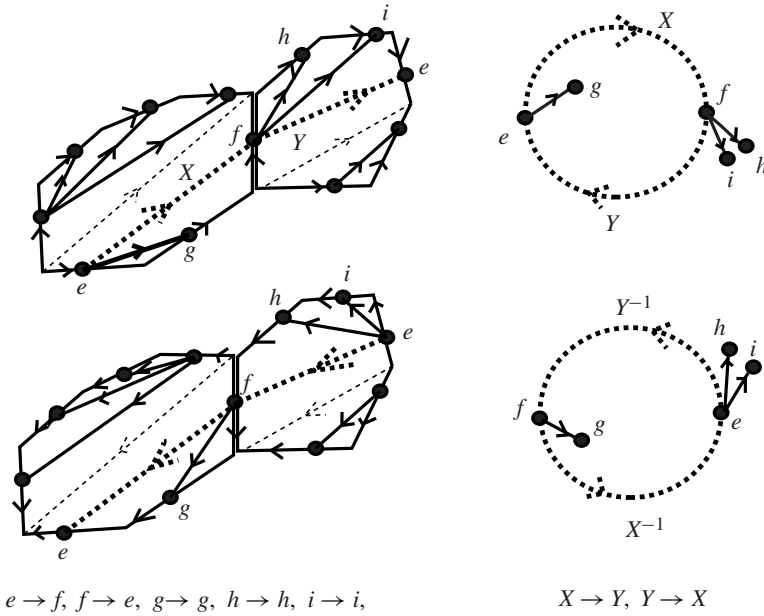 h i X
f e g f
Y e
X h
g i
e Y
i Y⁻¹
h h
e i
f f g e
g
e X⁻¹
e → f, f → e, g → g, h → h, i → i, X → Y, Y → X